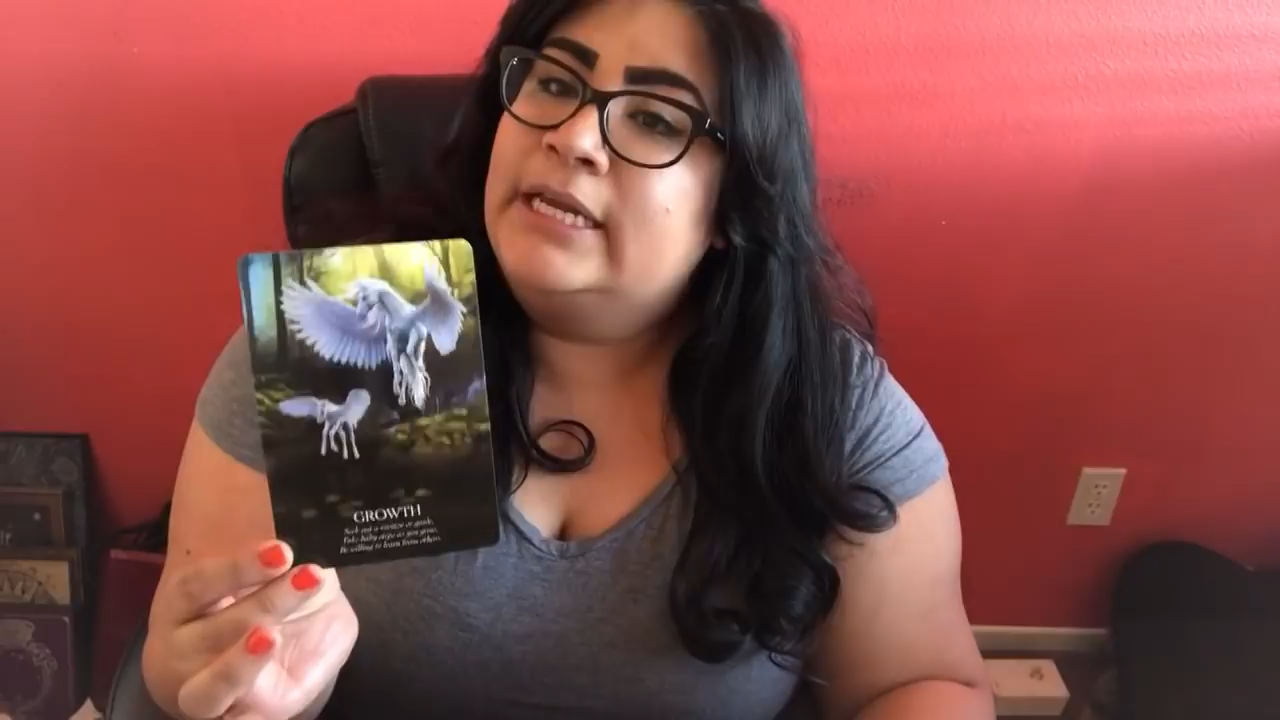 GROWTH
Seek out a mentor or guide.
Take baby steps as you grow.
Be willing to learn from others.